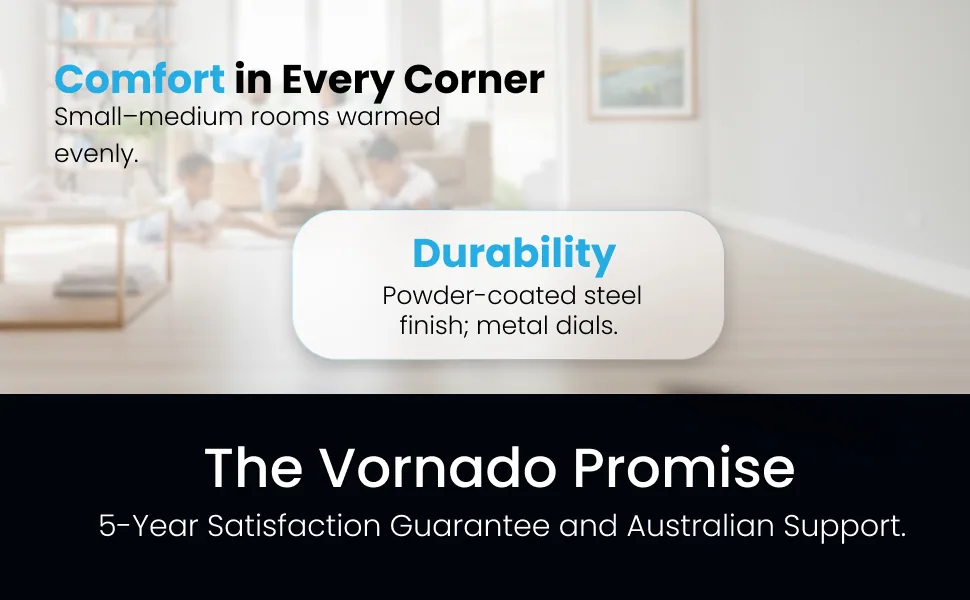 Comfort in Every Corner
Small–medium rooms warmed
evenly.
Durability
Powder-coated steel
finish; metal dials.
The Vornado Promise
5-Year Satisfaction Guarantee and Australian Support.